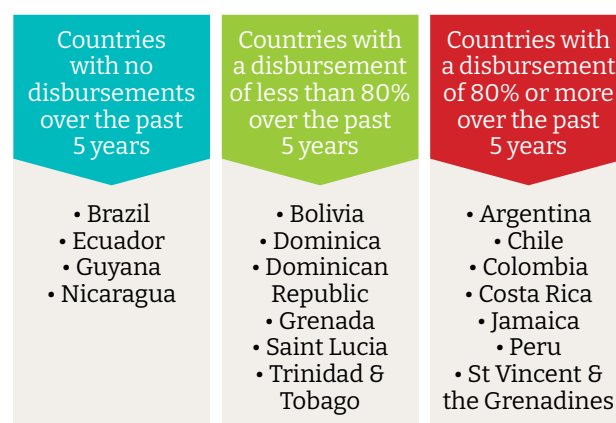 Countries
with no
disbursements
over the past
5 years
• Brazil
• Ecuador
• Guyana
• Nicaragua
Countries with
a disbursement
of less than 80%
over the past
5 years
• Bolivia
• Dominica
• Dominican
Republic
• Grenada
• Saint Lucia
• Trinidad &
Tobago
Countries with
a disbursement
of 80% or more
over the past
5 years
• Argentina
• Chile
• Colombia
• Costa Rica
• Jamaica
• Peru
• St Vincent &
the Grenadines